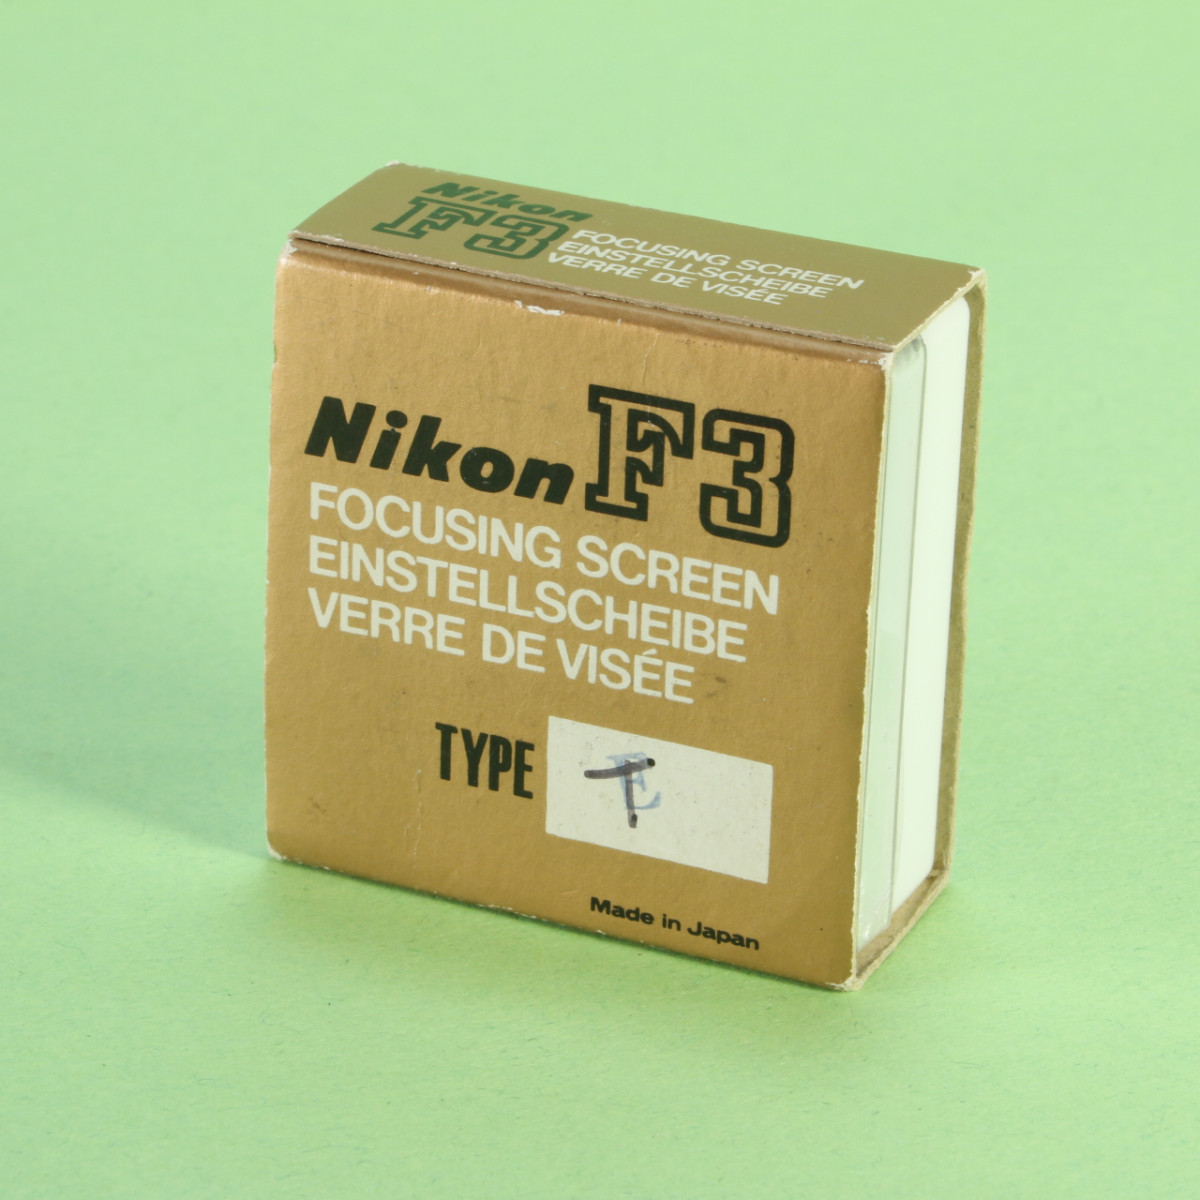 Nikon
F3
FOCUSING SCREEN
EINSTELLSCHEIBE
VERRE DE VISÉE
Nikon F3
FOCUSING SCREEN
EINSTELLSCHEIBE
VERRE DE VISÉE
TYPE E T
Made in Japan